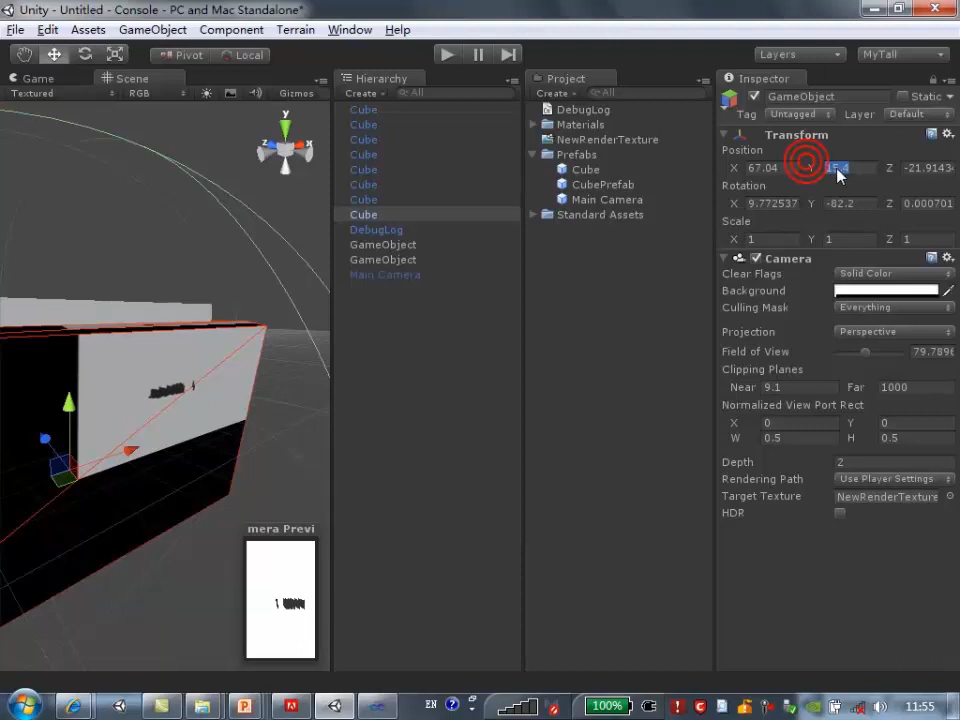 Unity - Untitled - Console - PC and Mac Standalone*
File Edit Assets GameObject Component Terrain Window Help
Pivot Local Layers MyTall
Game Scene Hierarchy Project Inspector
Textured RGB Gizmos Create All Create All
GameObject Static
Tag Untagged Layer Default
Transform
Position
X 67.04 Y 15.4 Z -21.9143
Rotation
X 9.772537 Y -82.2 Z 0.000701
Scale
X 1 Y 1 Z 1
Camera
Clear Flags Solid Color
Background
Culling Mask Everything
Projection Perspective
Field of View 79.789
Clipping Planes
Near 9.1 Far 1000
Normalized View Port Rect
X 0 Y 0
W 0.5 H 0.5
Depth 2
Rendering Path Use Player Settings
Target Texture NewRenderTexture
HDR
Cube
Cube
Cube
Cube
Cube
Cube
Cube
Cube
DebugLog
GameObject
GameObject
Main Camera
DebugLog
Materials
NewRenderTexture
Prefabs
Cube
CubePrefab
Main Camera
Standard Assets
y
z x
mera Previ
EN 100% 11:55